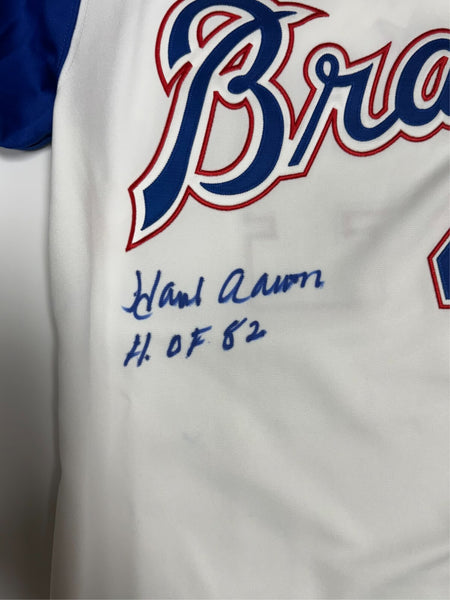 Bra
Hank Aaron
H. OF 82